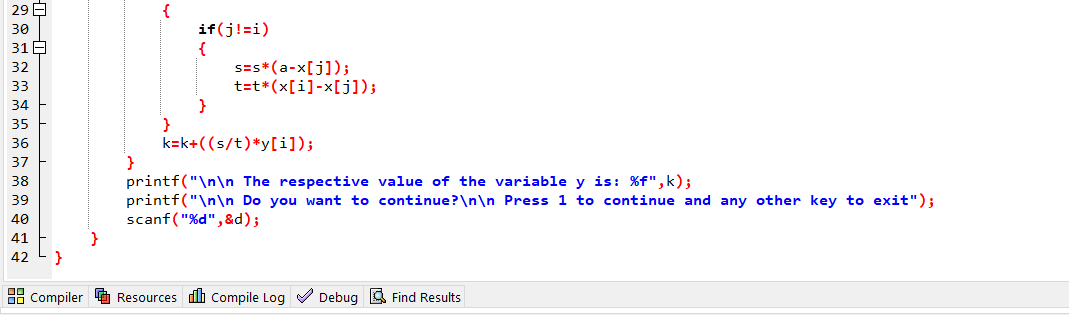 29 {
30 if(j!=i)
31 {
32 s=s*(a-x[j]);
33 t=t*(x[i]-x[j]);
34 }
35 }
36 k=k+((s/t)*y[i]);
37 }
38 printf("\n\n The respective value of the variable y is: %f",k);
39 printf("\n\n Do you want to continue?\n\n Press 1 to continue and any other key to exit");
40 scanf("%d",&d);
41 }
42 }
Compiler Resources Compile Log Debug Find Results